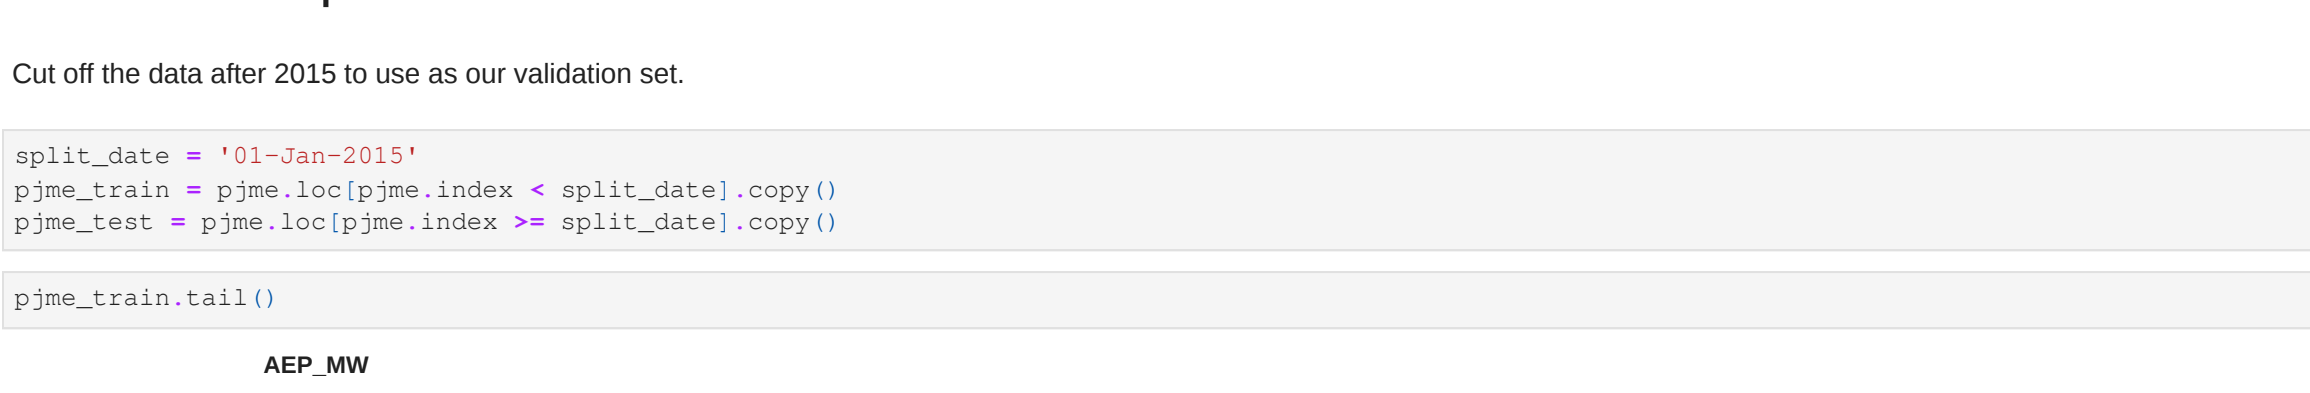 Cut off the data after 2015 to use as our validation set.
split_date = '01-Jan-2015'
pjme_train = pjme.loc[pjme.index < split_date].copy()
pjme_test = pjme.loc[pjme.index >= split_date].copy()
pjme_train.tail()
AEP_MW